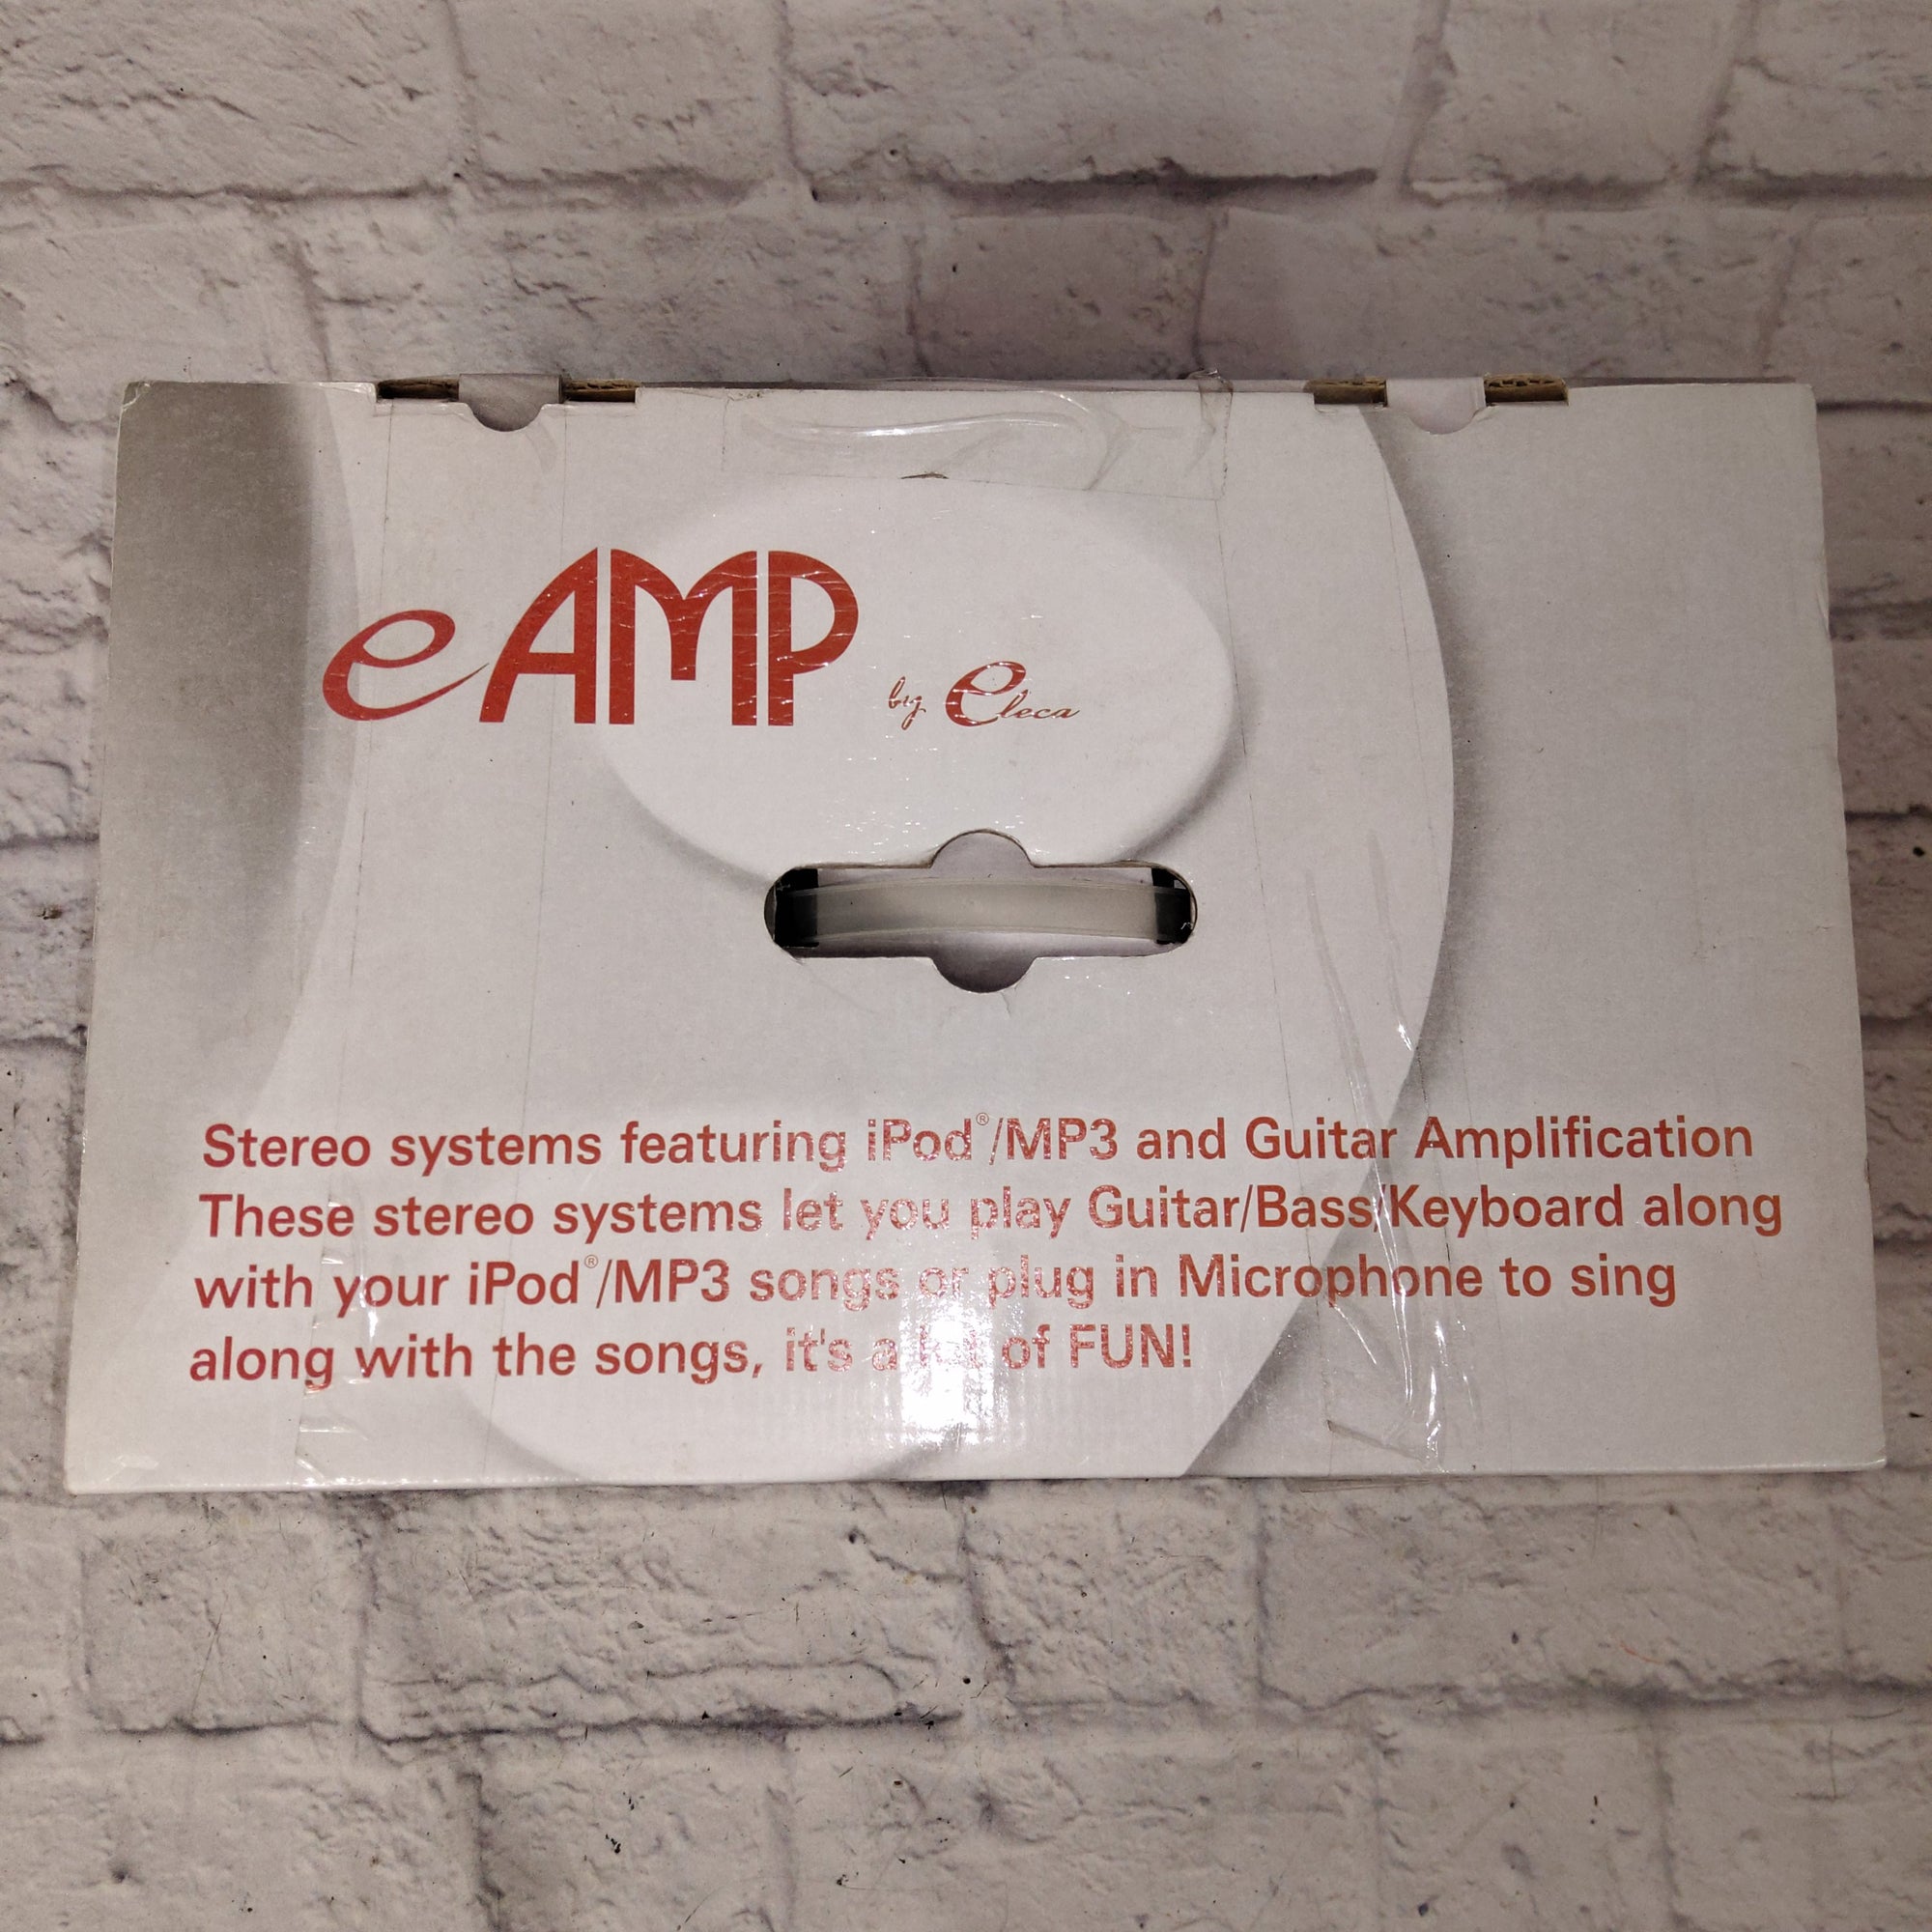 eAMP by eleca
Stereo systems featuring iPod®/MP3 and Guitar Amplification
These stereo systems let you play Guitar/Bass/Keyboard along
with your iPod®/MP3 songs or plug in Microphone to sing
along with the songs, it's a lot of FUN!